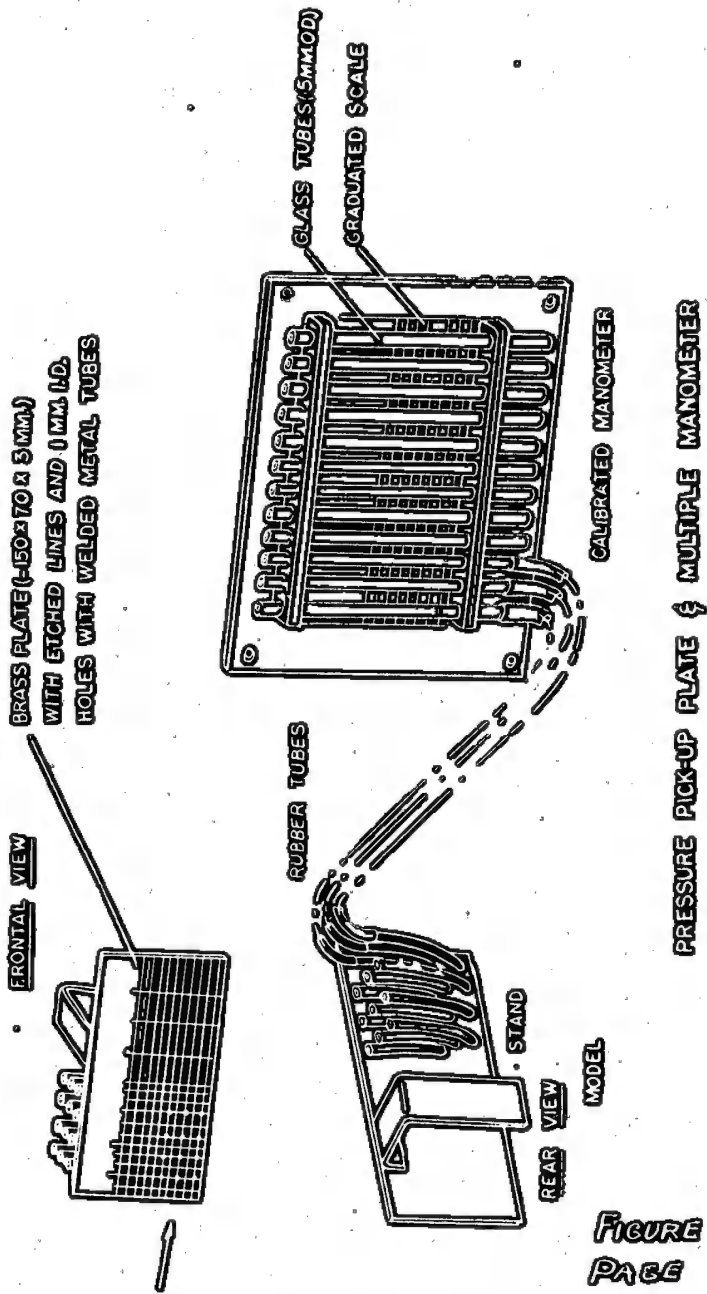 FRONTAL VIEW
BRASS PLATE (~150 × 70 × 3 MM.)
WITH ETCHED LINES AND 1 MM. I.D.
HOLES WITH WELDED METAL TUBES
GLASS TUBES (5MMOD)
GRADUATED SCALE
RUBBER TUBES
STAND
REAR VIEW
MODEL
CALIBRATED MANOMETER
PRESSURE PICK-UP PLATE & MULTIPLE MANOMETER
FIGURE
PAGE